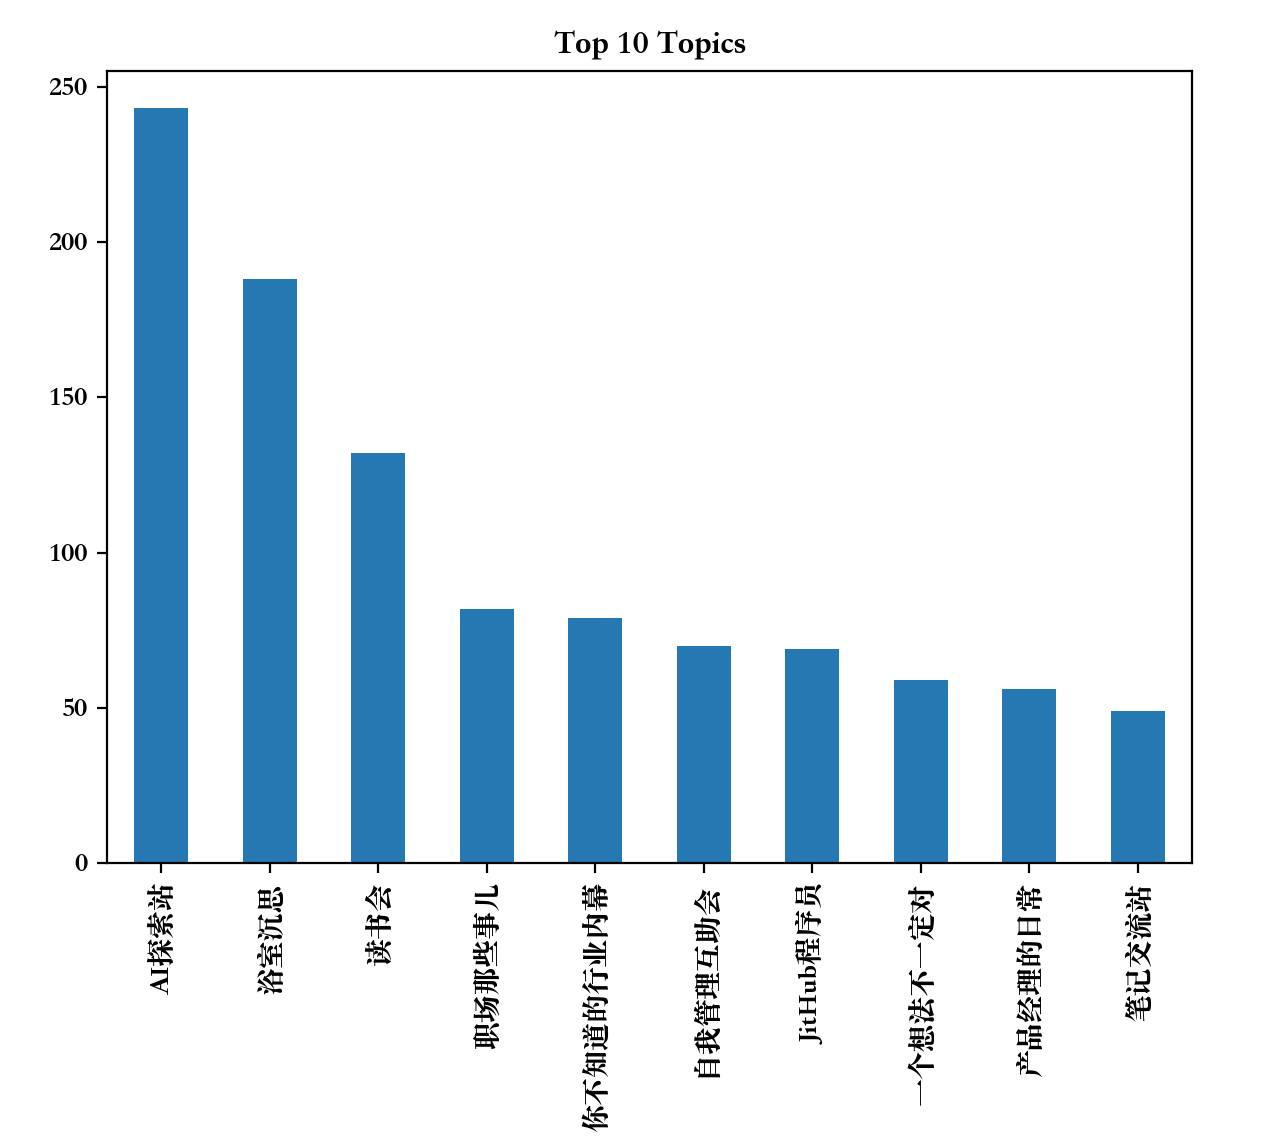 Top 10 Topics
250
200
150
100
50
0
AI探索站
浴室沉思
读书会
职场那些事儿
你不知道的行业内幕
自我管理互助会
JitHub程序员
一个想法不一定对
产品经理的日常
笔记交流站